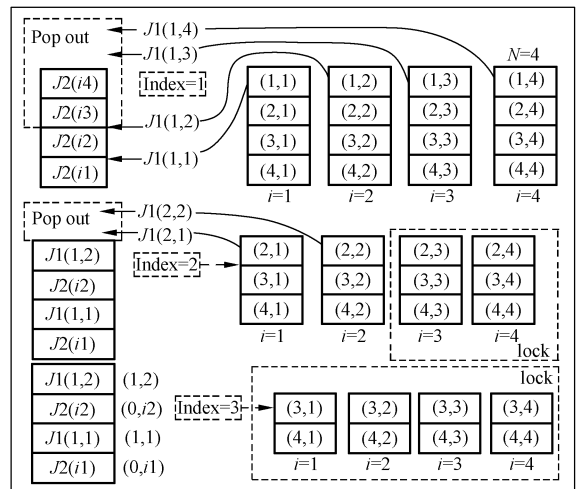 J1(1,4)
Pop out
J1(1,3)
N=4
J2(i4)
Index=1
(1,1) (1,2) (1,3) (1,4)
J2(i3)
(2,1) (2,2) (2,3) (2,4)
J1(1,2)
J2(i2)
(3,1) (3,2) (3,3) (3,4)
J1(1,1)
J2(i1)
(4,1) (4,2) (4,3) (4,4)
i=1 i=2 i=3 i=4
J1(2,2)
Pop out
J1(2,1)
J1(1,2)
(2,1) (2,2) (2,3) (2,4)
Index=2
J2(i2)
(3,1) (3,2) (3,3) (3,4)
J1(1,1)
(4,1) (4,2) (4,3) (4,4)
J2(i1)
i=1 i=2 i=3 i=4
lock
J1(1,2) (1,2)
lock
J2(i2) (0,i2) Index=3 (3,1) (3,2) (3,3) (3,4)
J1(1,1) (1,1) (4,1) (4,2) (4,3) (4,4)
J2(i1) (0,i1)
i=1 i=2 i=3 i=4